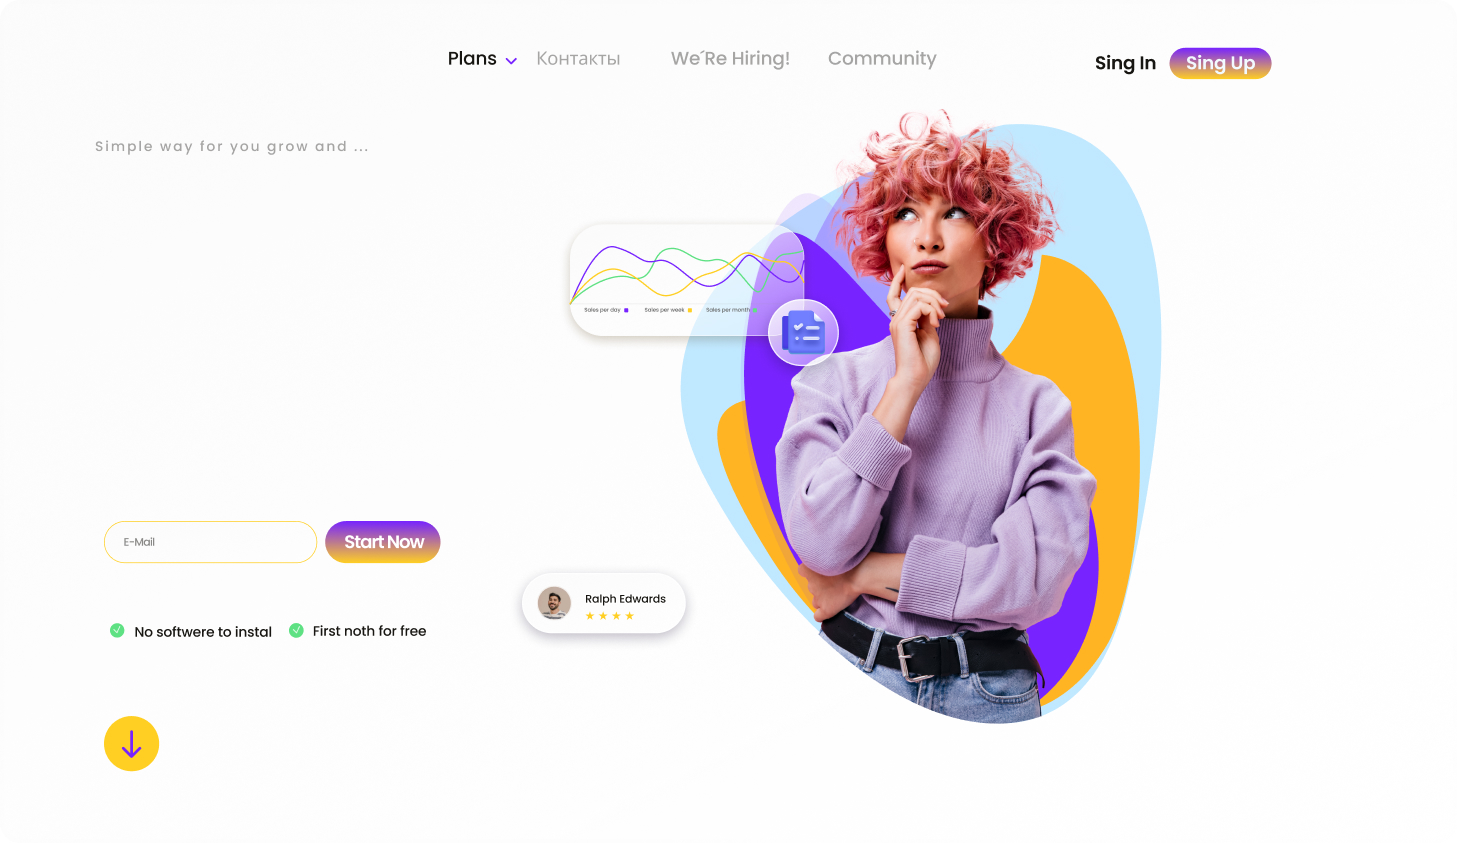 Plans Контакты We´Re Hiring! Community
Sing In Sing Up
Simple way for you grow and ...
Sales per day Sales per week Sales per month
E-Mail Start Now
Ralph Edwards
No softwere to instal First noth for free